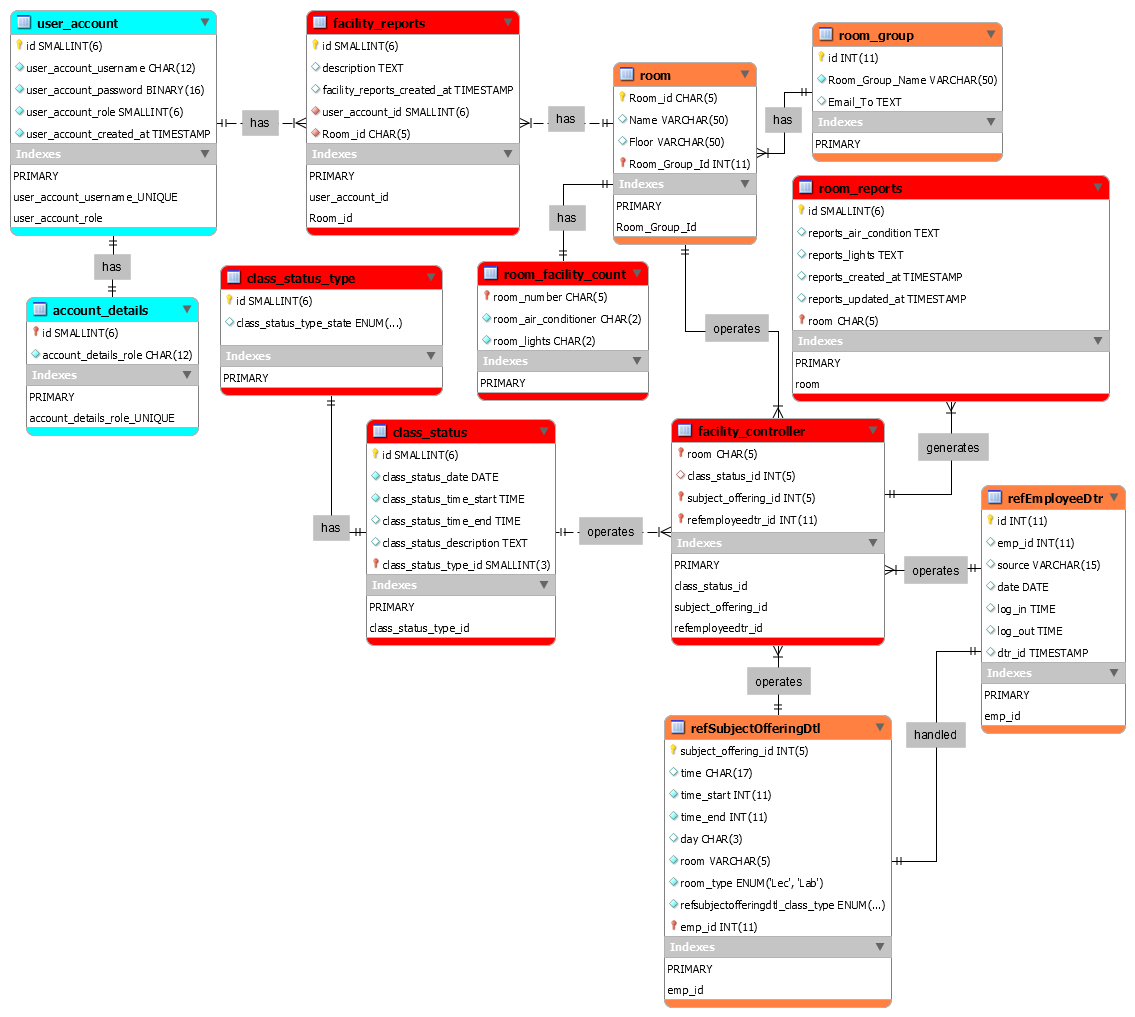 user_account
id SMALLINT(6)
user_account_username CHAR(12)
user_account_password BINARY(16)
user_account_role SMALLINT(6)
user_account_created_at TIMESTAMP
Indexes
PRIMARY
user_account_username_UNIQUE
user_account_role
has
facility_reports
id SMALLINT(6)
description TEXT
facility_reports_created_at TIMESTAMP
user_account_id SMALLINT(6)
Room_id CHAR(5)
Indexes
PRIMARY
user_account_id
Room_id
has
room
Room_id CHAR(5)
Name VARCHAR(50)
Floor VARCHAR(50)
Room_Group_Id INT(11)
Indexes
PRIMARY
Room_Group_Id
has
room_group
id INT(11)
Room_Group_Name VARCHAR(50)
Email_To TEXT
Indexes
PRIMARY
has
account_details
id SMALLINT(6)
account_details_role CHAR(12)
Indexes
PRIMARY
account_details_role_UNIQUE
class_status_type
id SMALLINT(6)
class_status_type_state ENUM(...)
Indexes
PRIMARY
has
room_facility_count
room_number CHAR(5)
room_air_conditioner CHAR(2)
room_lights CHAR(2)
Indexes
PRIMARY
operates
room_reports
id SMALLINT(6)
reports_air_condition TEXT
reports_lights TEXT
reports_created_at TIMESTAMP
reports_updated_at TIMESTAMP
room CHAR(5)
Indexes
PRIMARY
room
has
class_status
id SMALLINT(6)
class_status_date DATE
class_status_time_start TIME
class_status_time_end TIME
class_status_description TEXT
class_status_type_id SMALLINT(3)
Indexes
PRIMARY
class_status_type_id
operates
facility_controller
room CHAR(5)
class_status_id INT(5)
subject_offering_id INT(5)
refemployeedtr_id INT(11)
Indexes
PRIMARY
class_status_id
subject_offering_id
refemployeedtr_id
generates
operates
refEmployeeDtr
id INT(11)
emp_id INT(11)
source VARCHAR(15)
date DATE
log_in TIME
log_out TIME
dtr_id TIMESTAMP
Indexes
PRIMARY
emp_id
operates
handled
refSubjectOfferingDtl
subject_offering_id INT(5)
time CHAR(17)
time_start INT(11)
time_end INT(11)
day CHAR(3)
room VARCHAR(5)
room_type ENUM('Lec', 'Lab')
refsubjectofferingdtl_class_type ENUM(...)
emp_id INT(11)
Indexes
PRIMARY
emp_id